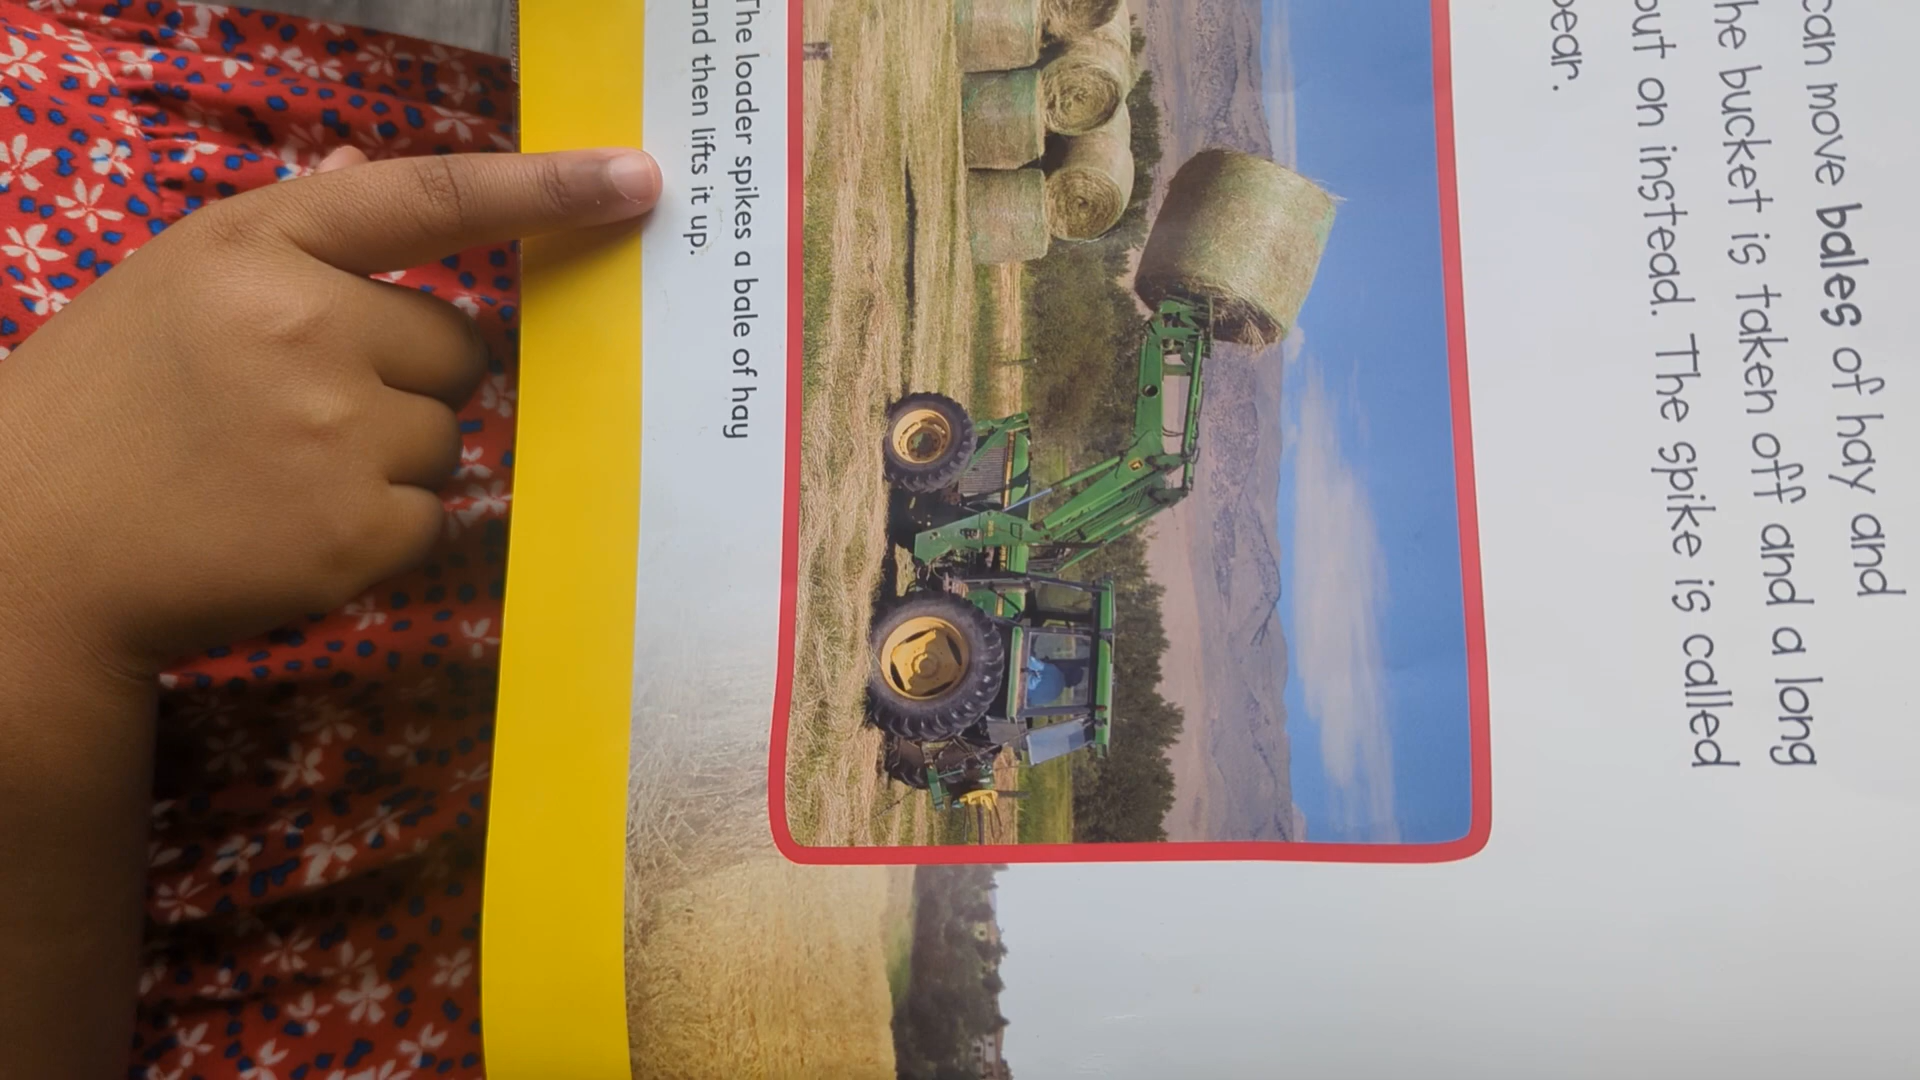 can move bales of hay and
he bucket is taken off and a long
out on instead. The spike is called
pear.
The loader spikes a bale of hay
and then lifts it up.